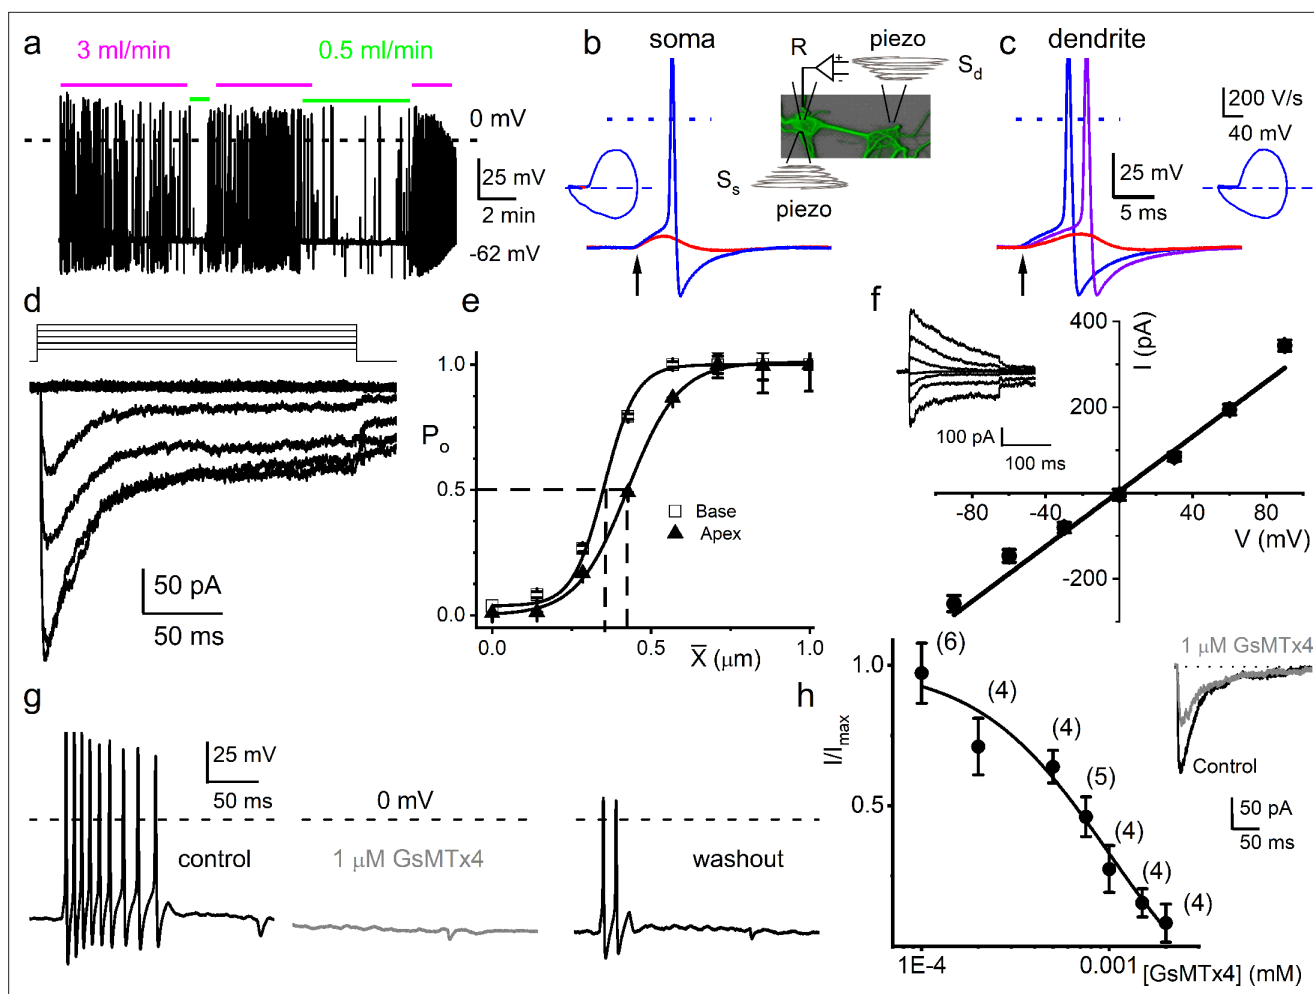 a
3 ml/min
0.5 ml/min
0 mV
25 mV
2 min
-62 mV
b
soma
R
+
−
piezo
S_d
S_s
piezo
c
dendrite
200 V/s
40 mV
25 mV
5 ms
d
50 pA
50 ms
e
1.0
P_o
0.5
0.0
Base
Apex
0.0
0.5
1.0
X̅ (μm)
f
I (pA)
400
200
-200
100 pA
100 ms
-80
-40
40
80
V (mV)
g
25 mV
50 ms
0 mV
control
1 μM GsMTx4
washout
h
1.0
I/I_max
0.5
(6)
(4)
(4)
(5)
(4)
(4)
(4)
1 μM GsMTx4
Control
50 pA
50 ms
1E-4
0.001
[GsMTx4] (mM)